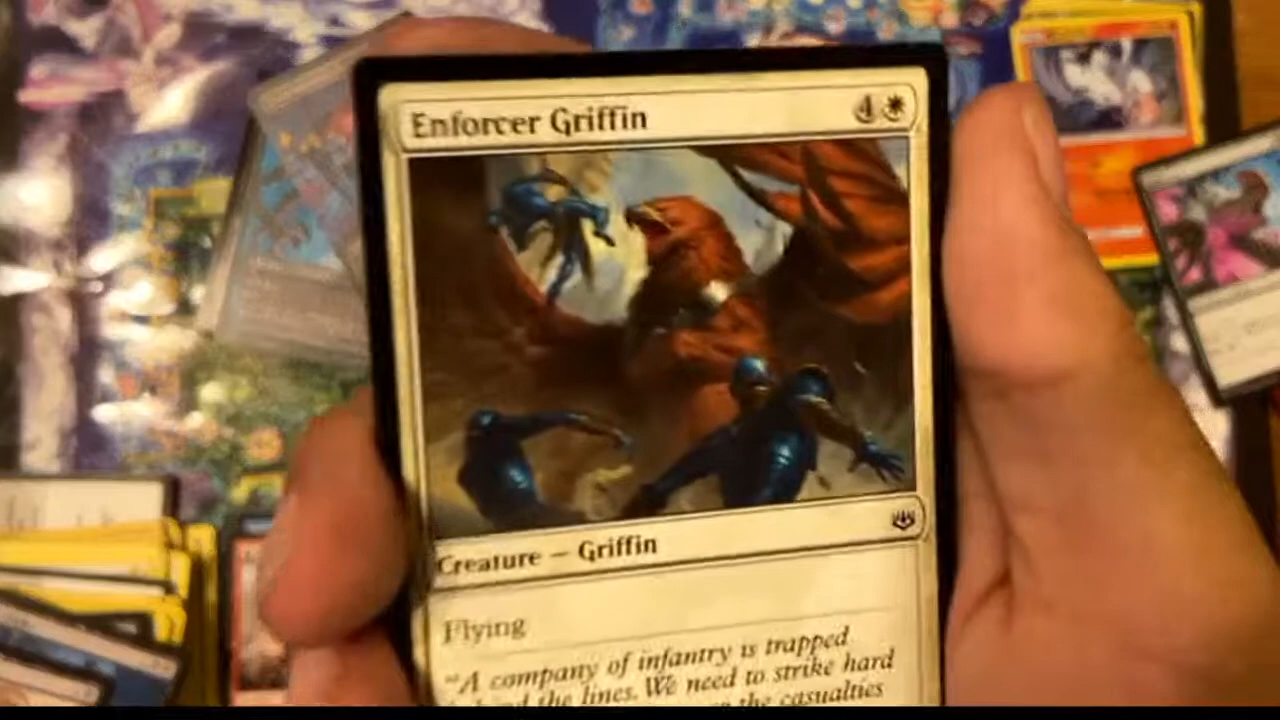 Enforcer Griffin 4
Creature — Griffin
Flying
"A company of infantry is trapped
the lines. We need to strike hard
the casualties